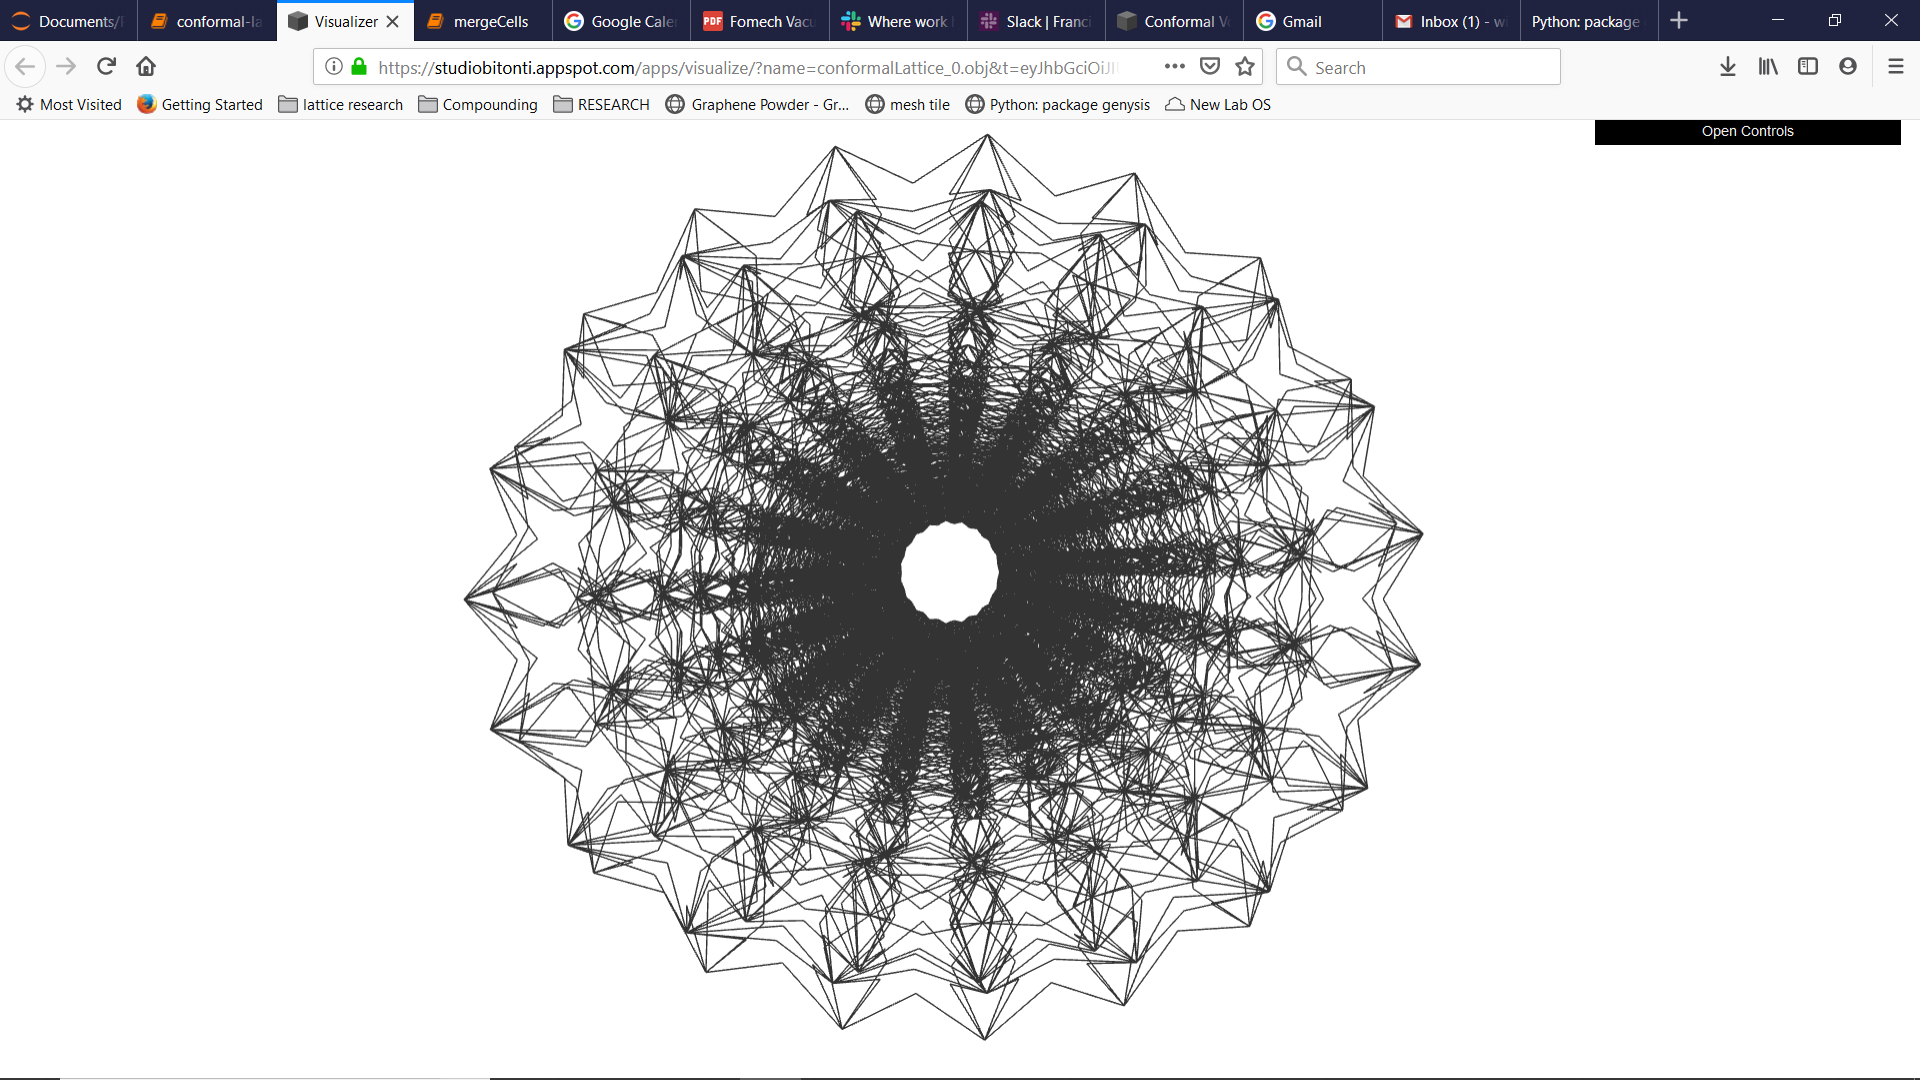 Documents/ conformal-la Visualizer mergeCells Google Cale Fomech Vacu Where work Slack | Franci Conformal Gmail Inbox (1) - Python: package
https://studiobitonti.appspot.com/apps/visualize/?name=conformalLattice_0.obj&t=eyJhbGciOiJI Search
Most Visited Getting Started lattice research Compounding RESEARCH Graphene Powder - Gr... mesh tile Python: package genysis New Lab OS
Open Controls